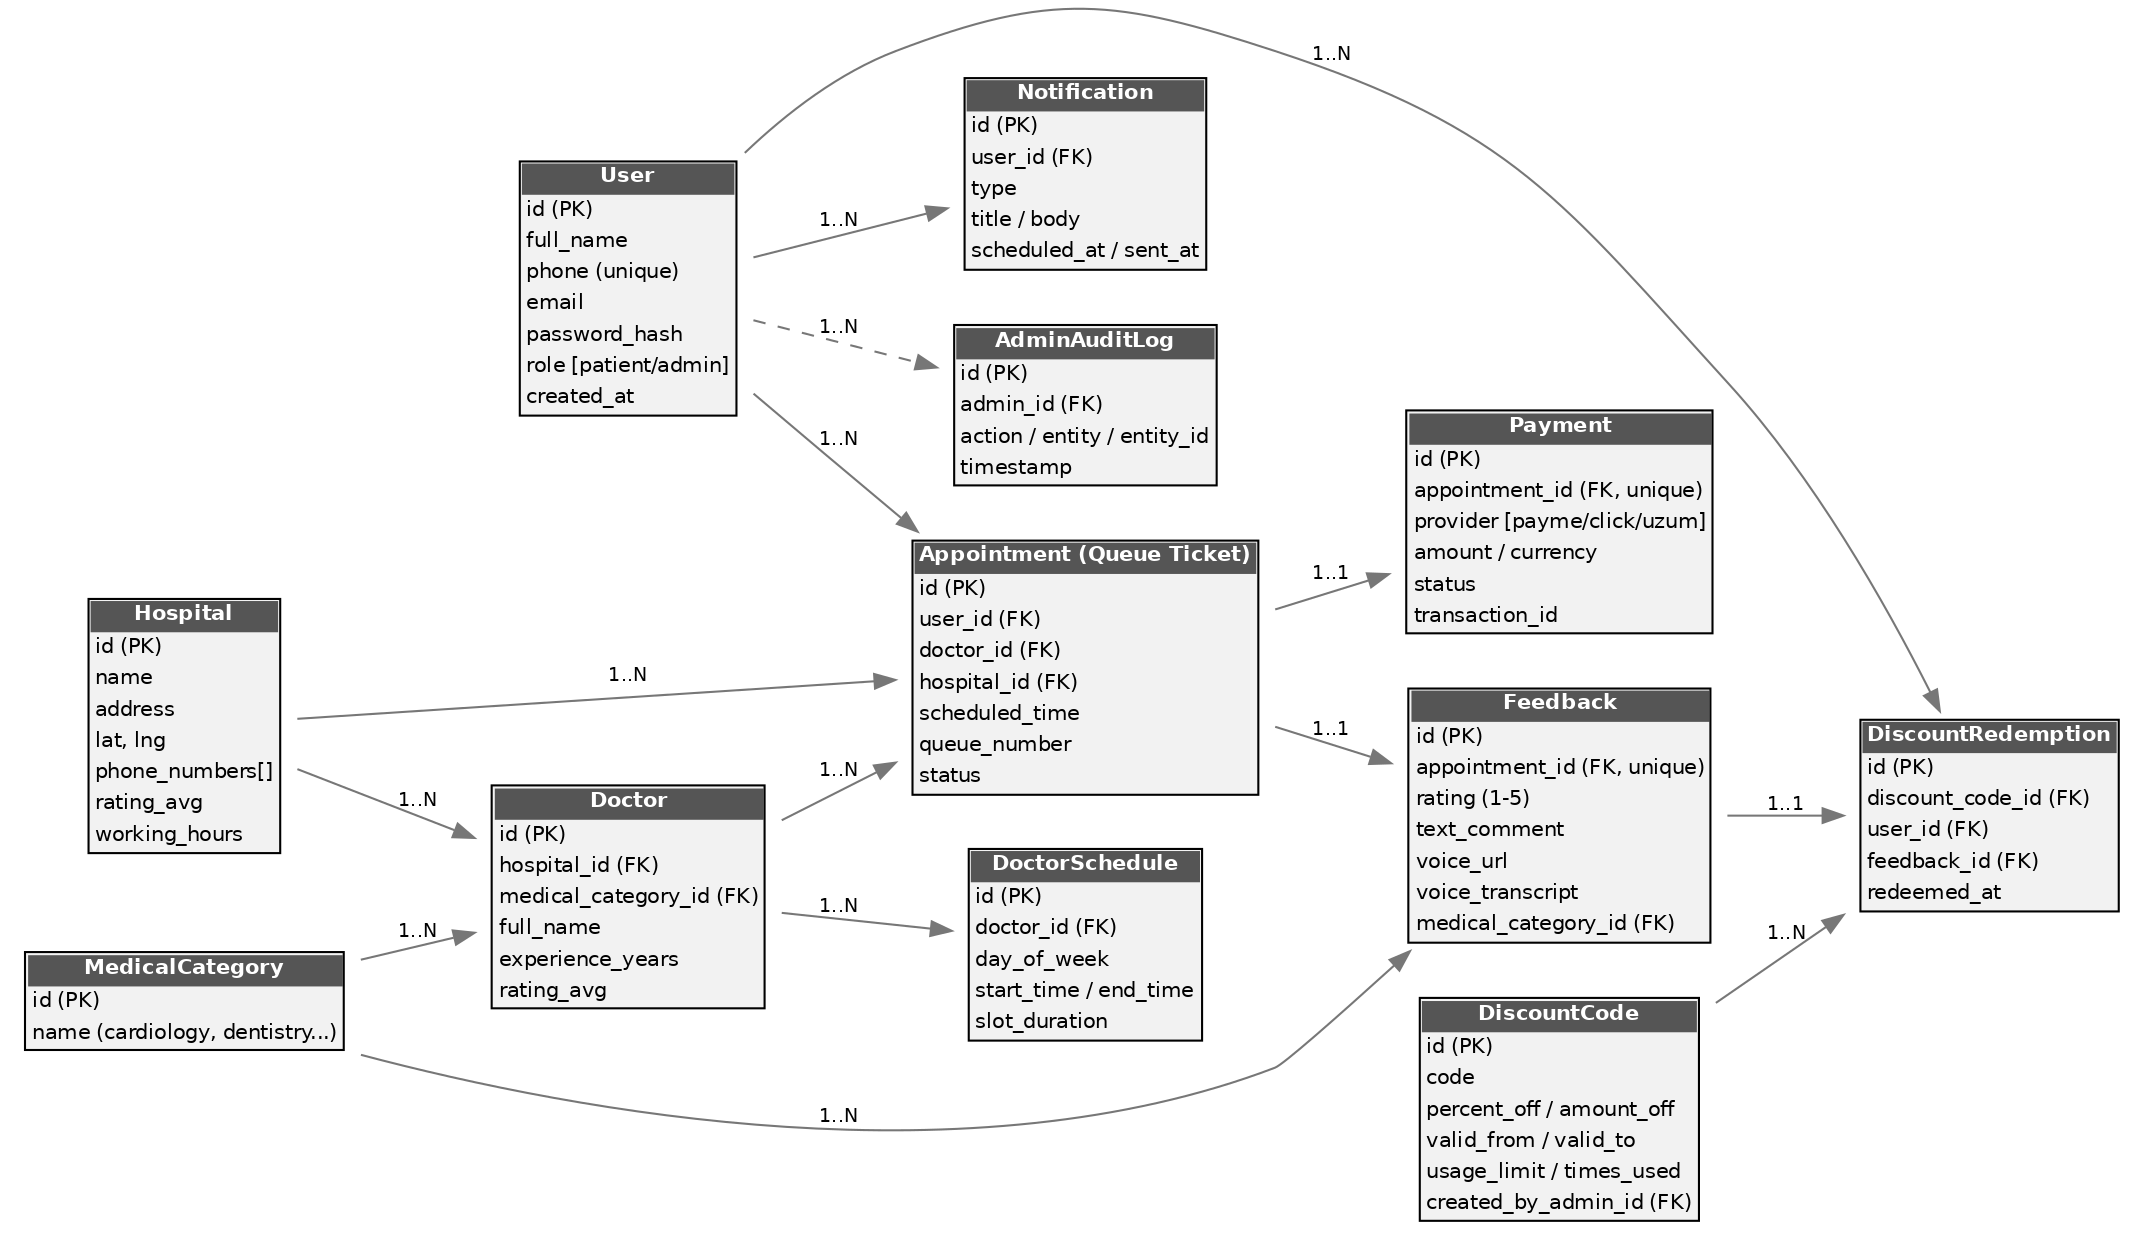 1..N
Notification
id (PK)
user_id (FK)
type
title / body
scheduled_at / sent_at
User
id (PK)
full_name
phone (unique)
email
password_hash
role [patient/admin]
created_at
1..N
1..N
1..N
AdminAuditLog
id (PK)
admin_id (FK)
action / entity / entity_id
timestamp
Payment
id (PK)
appointment_id (FK, unique)
provider [payme/click/uzum]
amount / currency
status
transaction_id
Appointment (Queue Ticket)
id (PK)
user_id (FK)
doctor_id (FK)
hospital_id (FK)
scheduled_time
queue_number
status
1..1
1..1
Hospital
id (PK)
name
address
lat, lng
phone_numbers[]
rating_avg
working_hours
1..N
1..N
1..N
Feedback
id (PK)
appointment_id (FK, unique)
rating (1-5)
text_comment
voice_url
voice_transcript
medical_category_id (FK)
1..1
DiscountRedemption
id (PK)
discount_code_id (FK)
user_id (FK)
feedback_id (FK)
redeemed_at
Doctor
id (PK)
hospital_id (FK)
medical_category_id (FK)
full_name
experience_years
rating_avg
1..N
DoctorSchedule
id (PK)
doctor_id (FK)
day_of_week
start_time / end_time
slot_duration
1..N
1..N
MedicalCategory
id (PK)
name (cardiology, dentistry...)
1..N
DiscountCode
id (PK)
code
percent_off / amount_off
valid_from / valid_to
usage_limit / times_used
created_by_admin_id (FK)